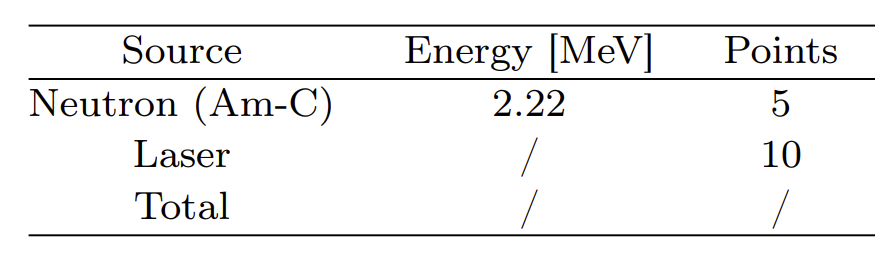 Source Energy [MeV] Points
Neutron (Am-C) 2.22 5
Laser / 10
Total / /